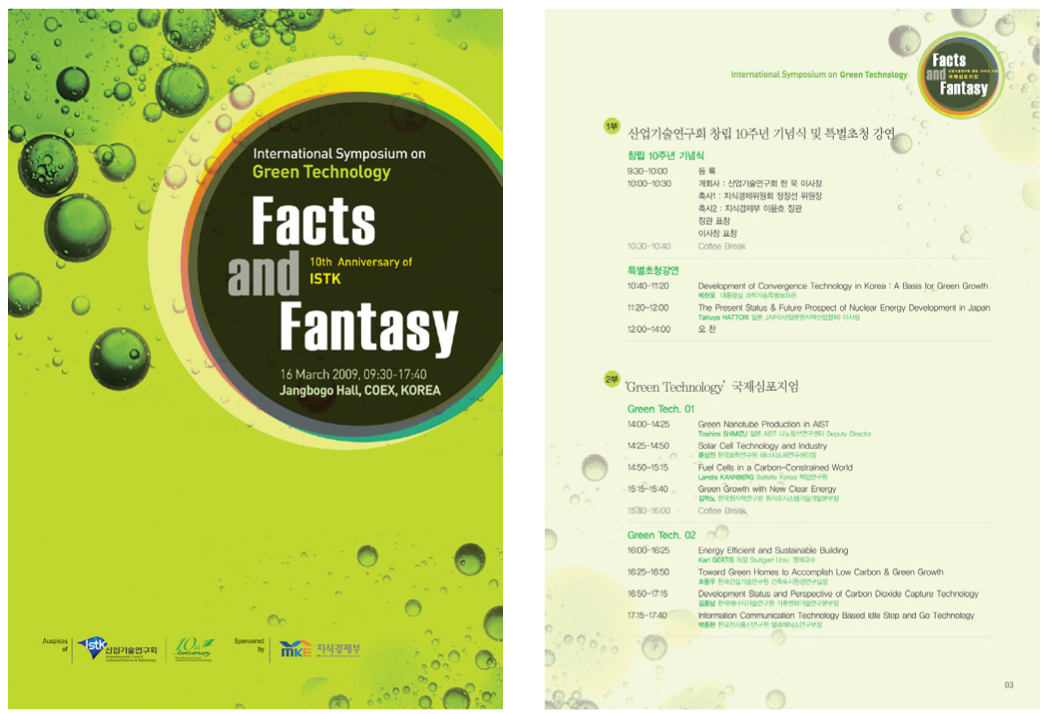 International Symposium on
Green Technology
Facts
and
10th Anniversary of
ISTK
Fantasy
16 March 2009, 09:30-17:40
Jangbogo Hall, COEX, KOREA
Auspices
of
istk 산업기술연구회
10th
Anniversary
Sponsored
by
MKE 지식경제부
International Symposium on Green Technology
Facts
and
Fantasy
국제심포지엄
1부 산업기술연구회 창립 10주년 기념식 및 특별초청 강연
창립 10주년 기념식
9:30-10:00 등 록
10:00-10:30 개회사 : 산업기술연구회 한 욱 이사장
축사1 : 지식경제위원회 정장선 위원장
축사2 : 지식경제부 이윤호 장관
장관 표창
이사장 표창
10:30-10:40 Coffee Break
특별초청강연
10:40-11:20 Development of Convergence Technology in Korea : A Basis for Green Growth
대통령실 과학기술특별보좌관
11:20-12:00 The Present Status & Future Prospect of Nuclear Energy Development in Japan
Takuya HATTORI 일본 JAIF(사)일본원자력산업협회) 이사장
12:00-14:00 오 찬
2부 'Green Technology' 국제심포지엄
Green Tech. 01
14:00-14:25 Green Nanotube Production in AIST
Toshimi SHIMIZU 일본 AIST 나노튜브연구센터 Deputy Director
14:25-14:50 Solar Cell Technology and Industry
한국화학연구원 에너지소재연구센터장
14:50-15:15 Fuel Cells in a Carbon-Constrained World
Landis KANNBERG Battelle Korea 책임연구원
15:15-15:40 Green Growth with New Clear Energy
김학노 한국원자력연구원 원자로시스템기술개발본부장
15:40-16:00 Coffee Break
Green Tech. 02
16:00-16:25 Energy Efficient and Sustainable Building
Karl GERTIS 독일 Stuttgart Univ. 명예교수
16:25-16:50 Toward Green Homes to Accomplish Low Carbon & Green Growth
조동우 한국건설기술연구원 건축도시환경연구실장
16:50-17:15 Development Status and Perspective of Carbon Dioxide Capture Technology
한국에너지기술연구원 기후변화기술연구본부장
17:15-17:40 Information Communication Technology Based Idle Stop and Go Technology
박종현 한국전자통신연구원 텔레매틱스연구부장
03